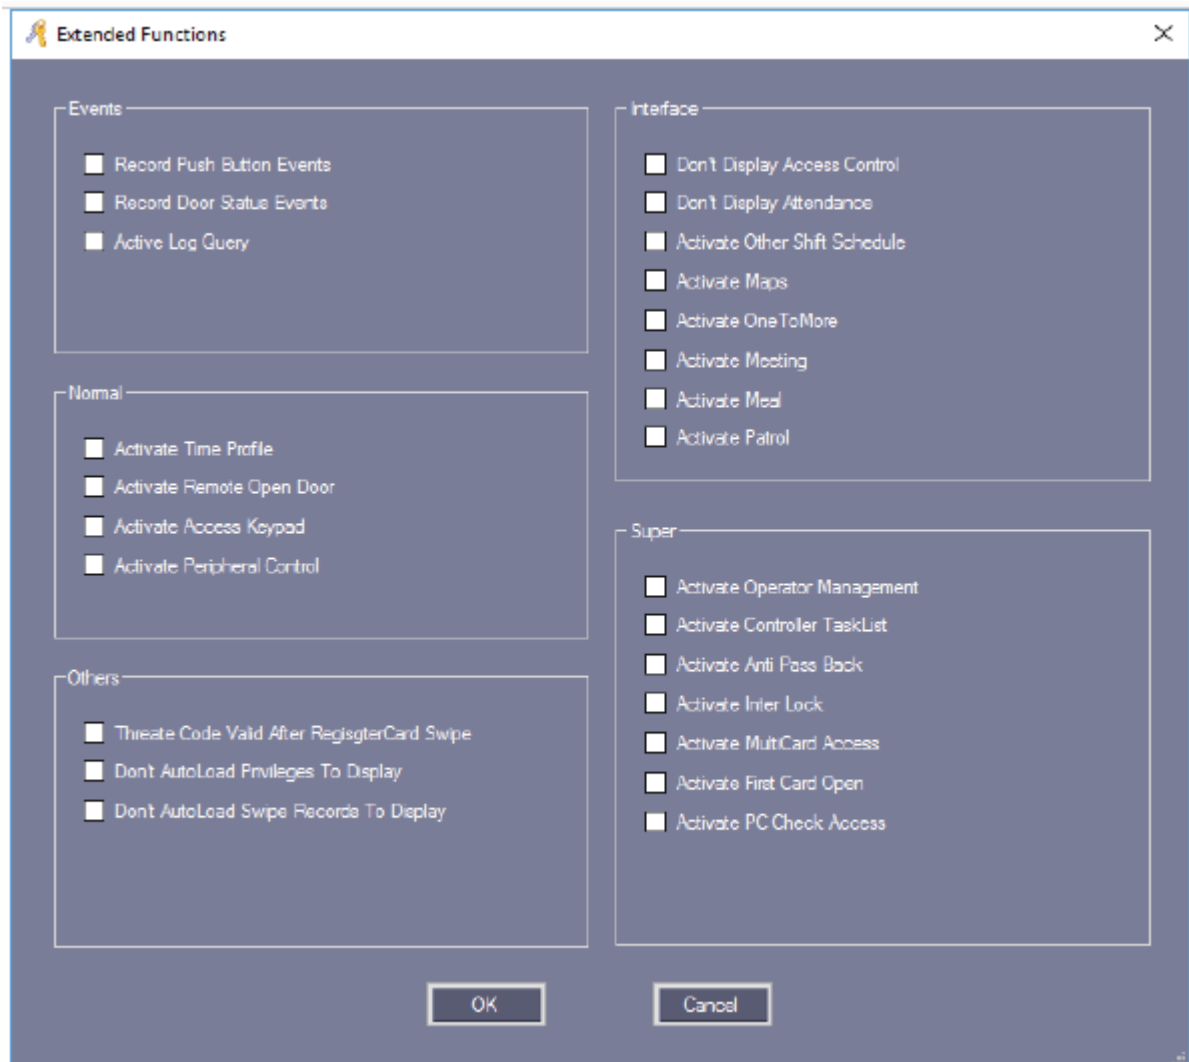 Extended Functions
Events
Record Push Button Events
Record Door Status Events
Active Log Query
Normal
Activate Time Profile
Activate Remote Open Door
Activate Access Keypad
Activate Peripheral Control
Others
Threate Code Valid After RegisgterCard Swipe
Don't AutoLoad Privileges To Display
Don't AutoLoad Swipe Records To Display
Interface
Don't Display Access Control
Don't Display Attendance
Activate Other Shift Schedule
Activate Maps
Activate OneToMore
Activate Meeting
Activate Meal
Activate Patrol
Super
Activate Operator Management
Activate Controller TaskList
Activate Anti Pass Back
Activate Inter Lock
Activate MultiCard Access
Activate First Card Open
Activate PC Check Access
OK
Cancel